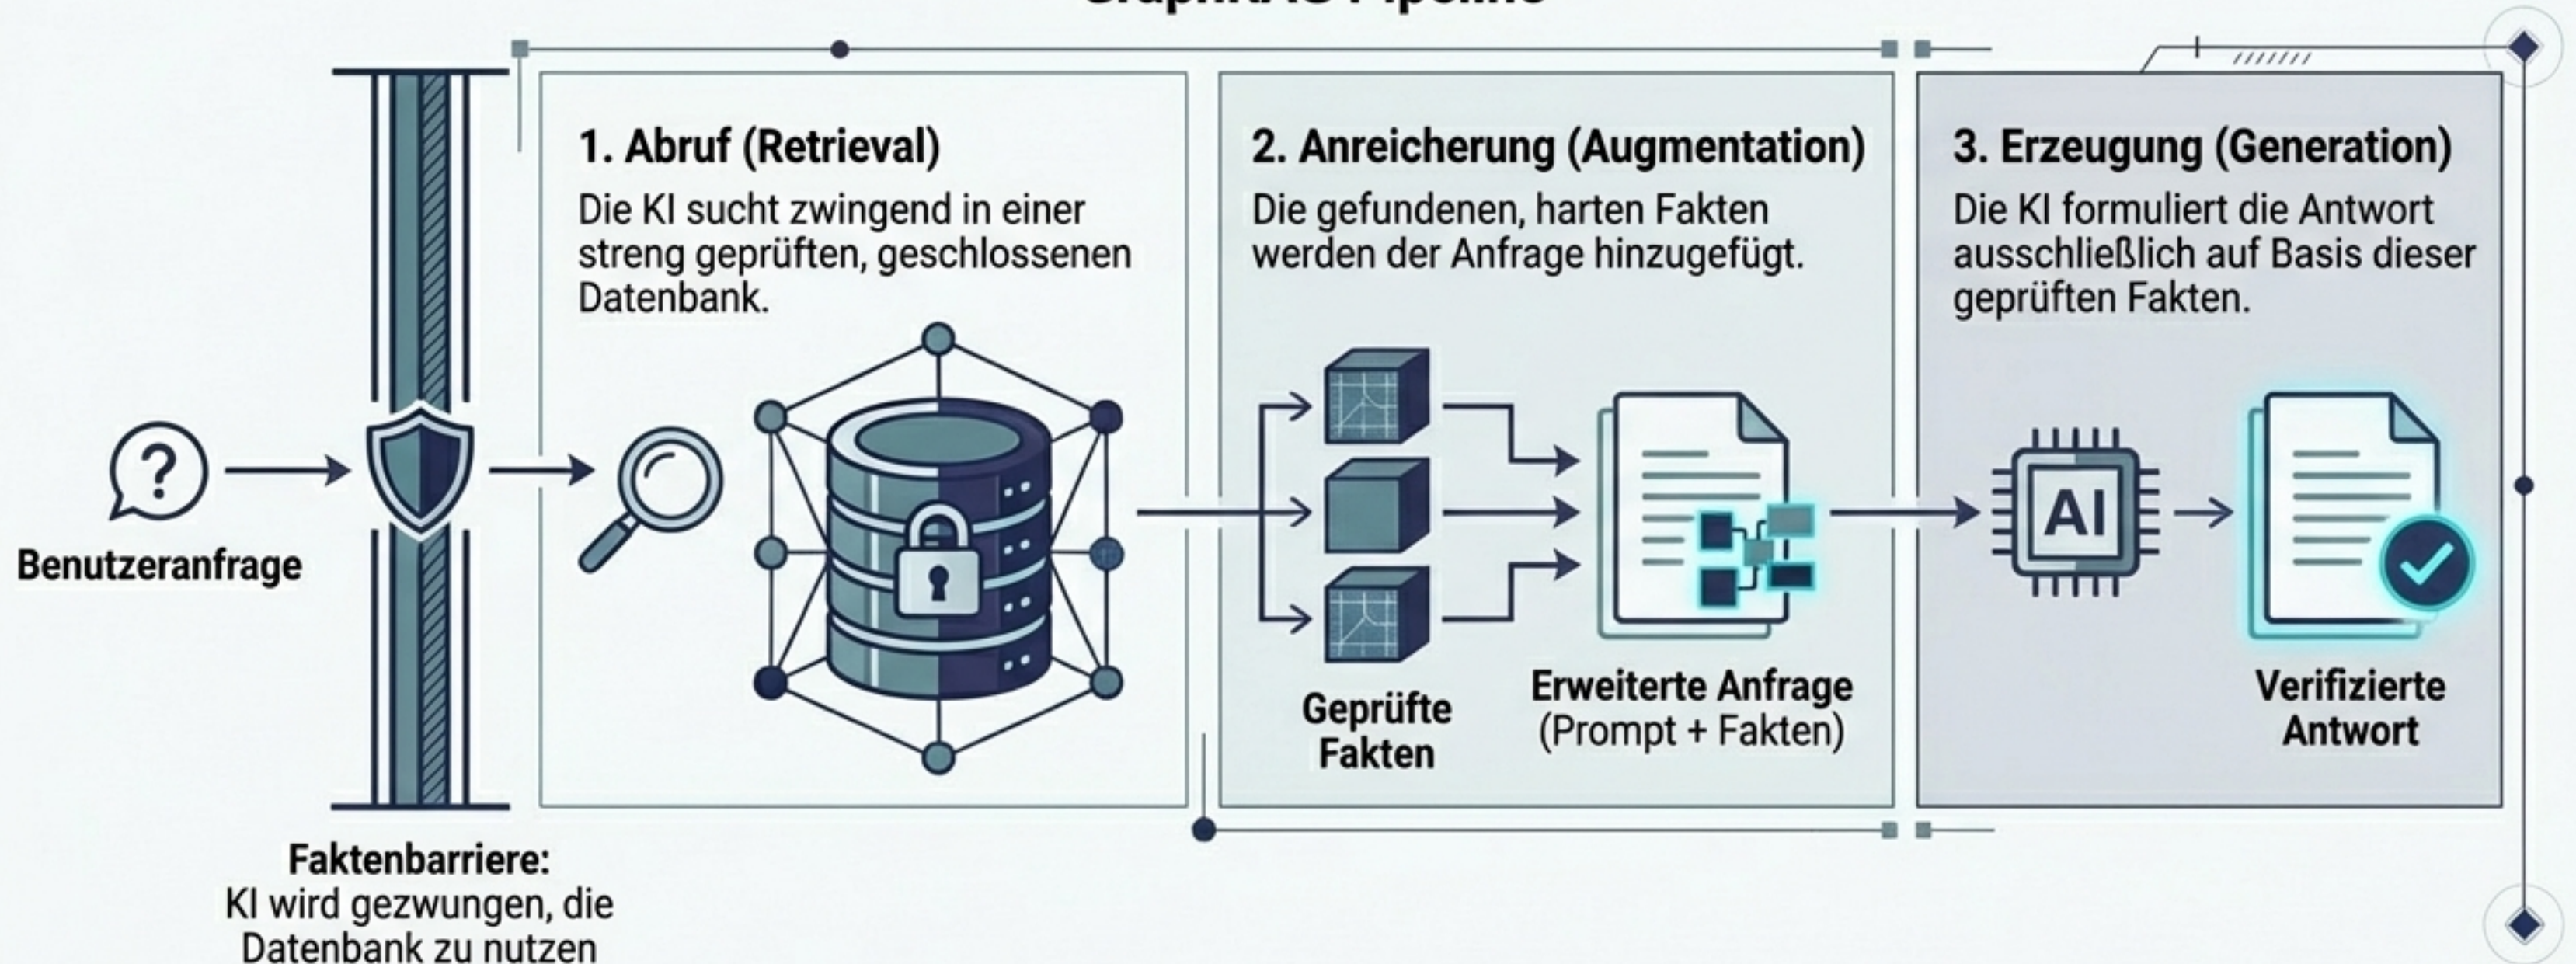 GraphRAG Pipeline
1. Abruf (Retrieval)
Die KI sucht zwingend in einer
streng geprüften, geschlossenen
Datenbank.
2. Anreicherung (Augmentation)
Die gefundenen, harten Fakten
werden der Anfrage hinzugefügt.
3. Erzeugung (Generation)
Die KI formuliert die Antwort
ausschließlich auf Basis dieser
geprüften Fakten.
?
Benutzeranfrage
Geprüfte
Fakten
Erweiterte Anfrage
(Prompt + Fakten)
AI
Verifizierte
Antwort
Faktenbarriere:
KI wird gezwungen, die
Datenbank zu nutzen